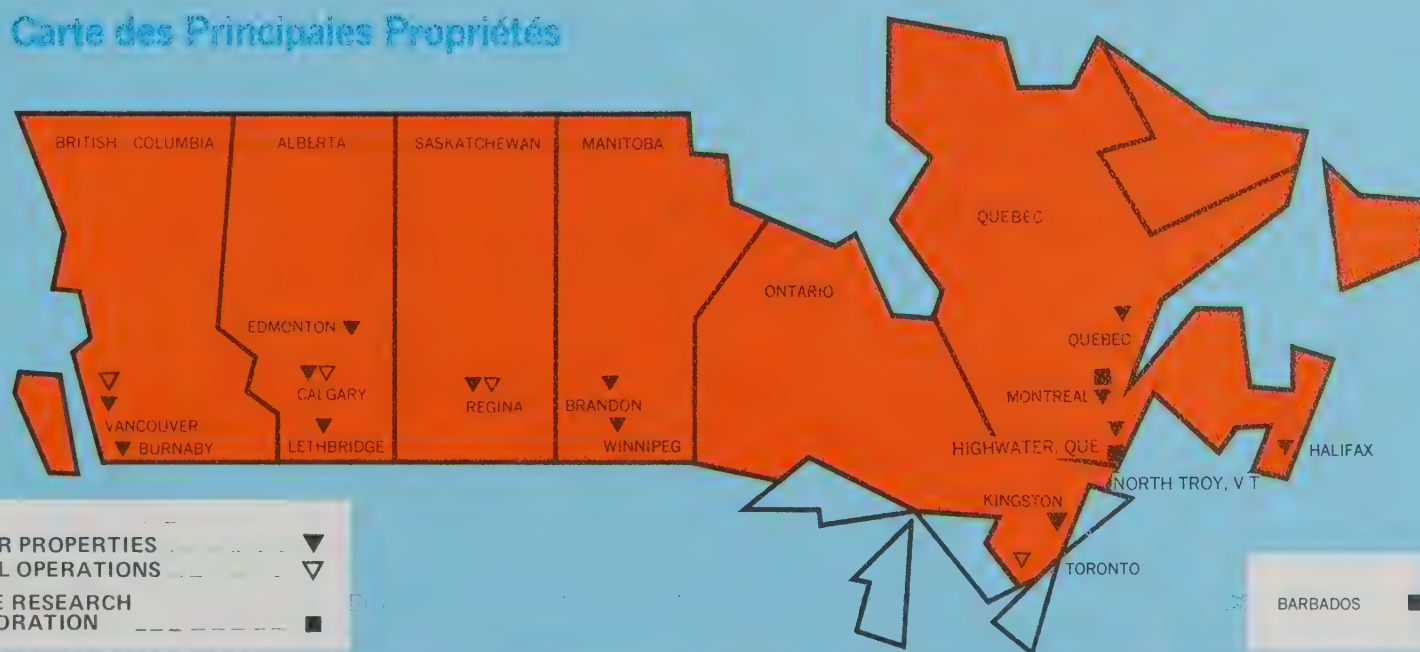 Carte des Principales Propriétés
BRITISH COLUMBIA
ALBERTA
SASKATCHEWAN
MANITOBA
QUEBEC
ONTARIO
EDMONTON
QUEBEC
CALGARY
REGINA
BRANDON
MONTREAL
VANCOUVER
BURNABY
LETHBRIDGE
WINNIPEG
HIGHWATER, QUE
HALIFAX
NORTH TROY, V T
KINGSTON
TORONTO
R PROPERTIES
L OPERATIONS
E RESEARCH
ORATION
BARBADOS